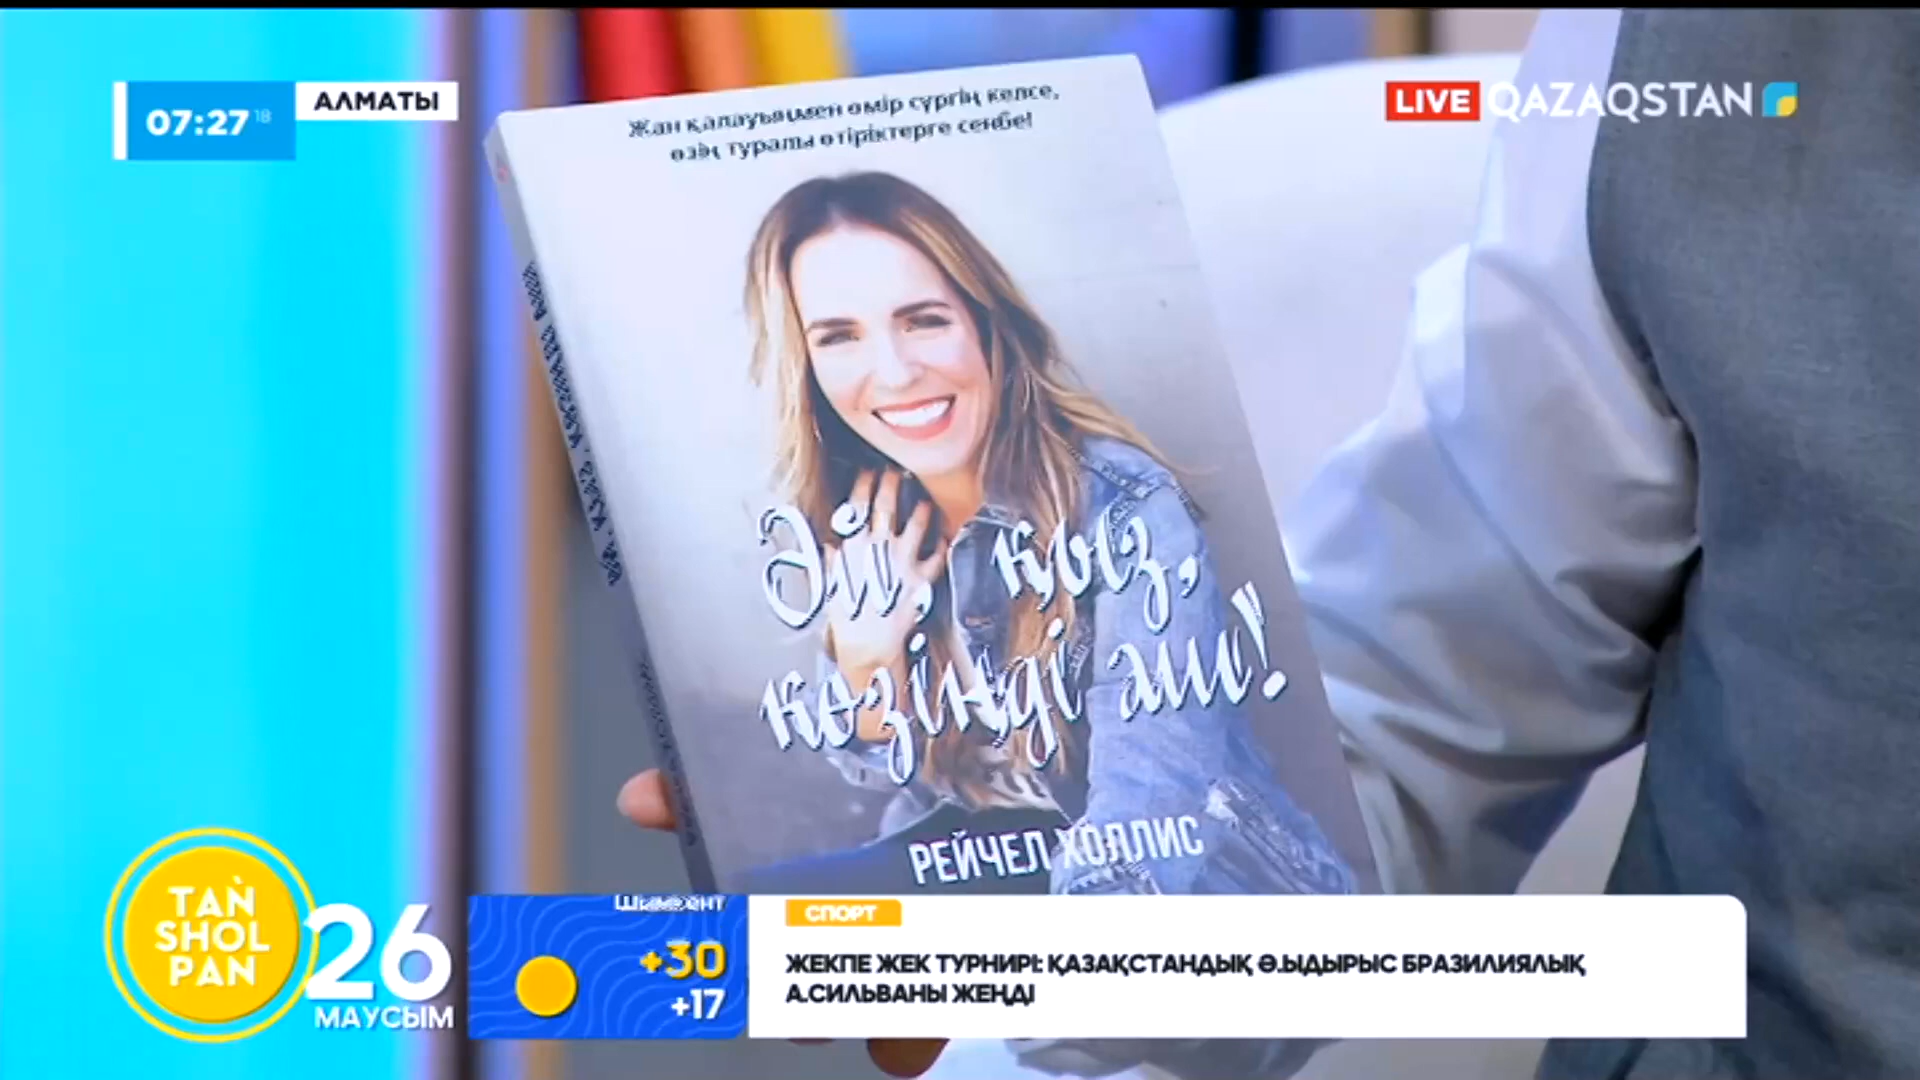 07:27 18
АЛМАТЫ
LIVE QAZAQSTAN
Жан қалауыңмен өмір сүргің келсе,
өзің туралы өтіріктерге сенбе!
Әй, қыз,
көзіңді аш!
РЕЙЧЕЛ ХОЛЛИС
TAŃ
SHOL
PAN
26
МАУСЫМ
Шымкент
+30
+17
СПОРТ
ЖЕКПЕ ЖЕК ТУРНИРІ: ҚАЗАҚСТАНДЫҚ Ә.ЫДЫРЫС БРАЗИЛИЯЛЫҚ
А.СИЛЬВАНЫ ЖЕҢДІ